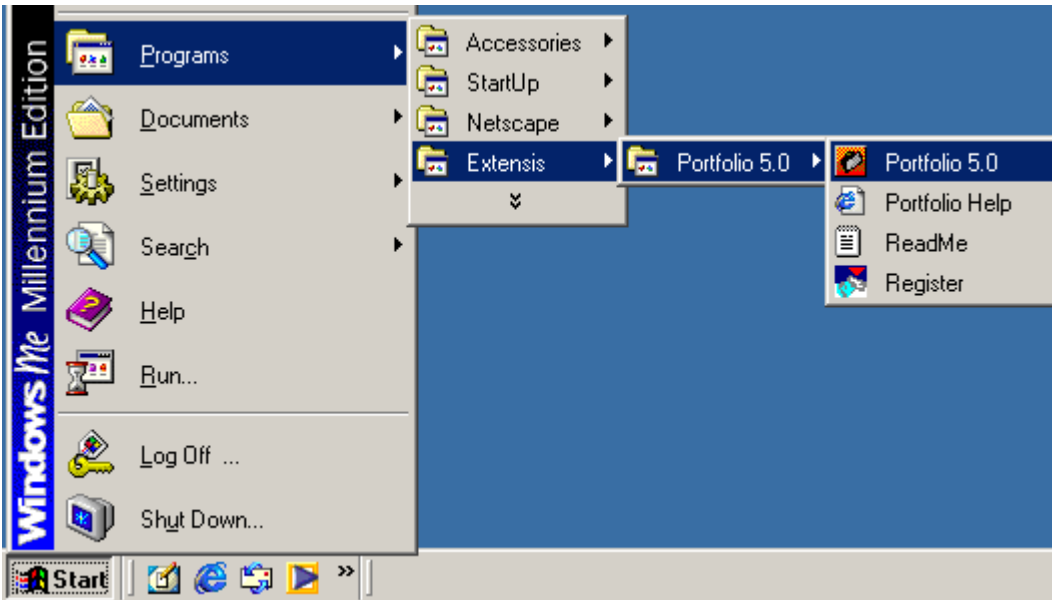 Windows Me Millennium Edition
Programs
Documents
Settings
Search
Help
Run...
Log Off ...
Shut Down...
Accessories
StartUp
Netscape
Extensis
Portfolio 5.0
Portfolio 5.0
Portfolio Help
ReadMe
Register
Start